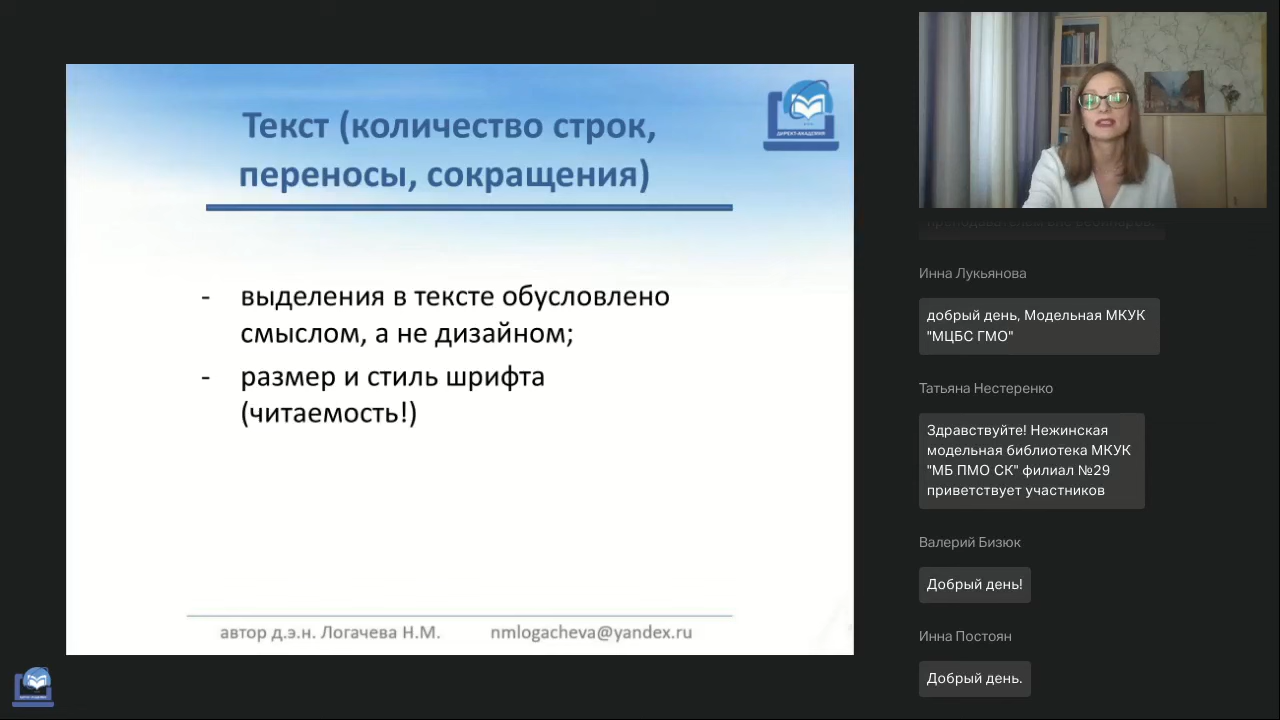 Текст (количество строк,
переносы, сокращения)
ДИРЕКТ-АКАДЕМИЯ
- выделения в тексте обусловлено
смыслом, а не дизайном;
- размер и стиль шрифта
(читаемость!)
автор д.э.н. Логачева Н.М. nmlogacheva@yandex.ru
Инна Лукьянова
добрый день, Модельная МКУК
"МЦБС ГМО"
Татьяна Нестеренко
Здравствуйте! Нежинская
модельная библиотека МКУК
"МБ ПМО СК" филиал №29
приветствует участников
Валерий Бизюк
Добрый день!
Инна Постоян
Добрый день.